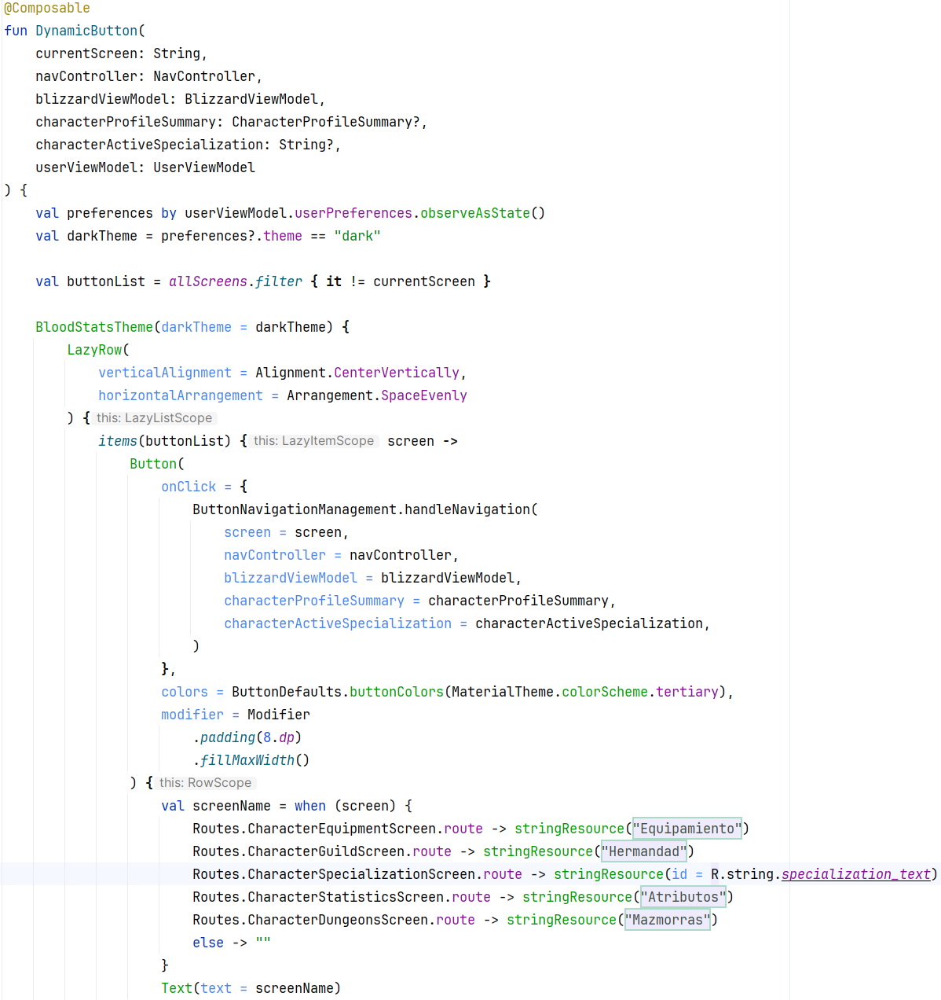 @Composable
fun DynamicButton(
    currentScreen: String,
    navController: NavController,
    blizzardViewModel: BlizzardViewModel,
    characterProfileSummary: CharacterProfileSummary?,
    characterActiveSpecialization: String?,
    userViewModel: UserViewModel
) {
    val preferences by userViewModel.userPreferences.observeAsState()
    val darkTheme = preferences?.theme == "dark"

    val buttonList = allScreens.filter { it != currentScreen }

    BloodStatsTheme(darkTheme = darkTheme) {
        LazyRow(
            verticalAlignment = Alignment.CenterVertically,
            horizontalArrangement = Arrangement.SpaceEvenly
        ) { this: LazyListScope
            items(buttonList) { this: LazyItemScope screen ->
                Button(
                    onClick = {
                        ButtonNavigationManagement.handleNavigation(
                            screen = screen,
                            navController = navController,
                            blizzardViewModel = blizzardViewModel,
                            characterProfileSummary = characterProfileSummary,
                            characterActiveSpecialization = characterActiveSpecialization,
                        )
                    },
                    colors = ButtonDefaults.buttonColors(MaterialTheme.colorScheme.tertiary),
                    modifier = Modifier
                        .padding(8.dp)
                        .fillMaxWidth()
                ) { this: RowScope
                    val screenName = when (screen) {
                        Routes.CharacterEquipmentScreen.route -> stringResource("Equipamiento")
                        Routes.CharacterGuildScreen.route -> stringResource("Hermandad")
                        Routes.CharacterSpecializationScreen.route -> stringResource(id = R.string.specialization_text)
                        Routes.CharacterStatisticsScreen.route -> stringResource("Atributos")
                        Routes.CharacterDungeonsScreen.route -> stringResource("Mazmorras")
                        else -> ""
                    }
                    Text(text = screenName)